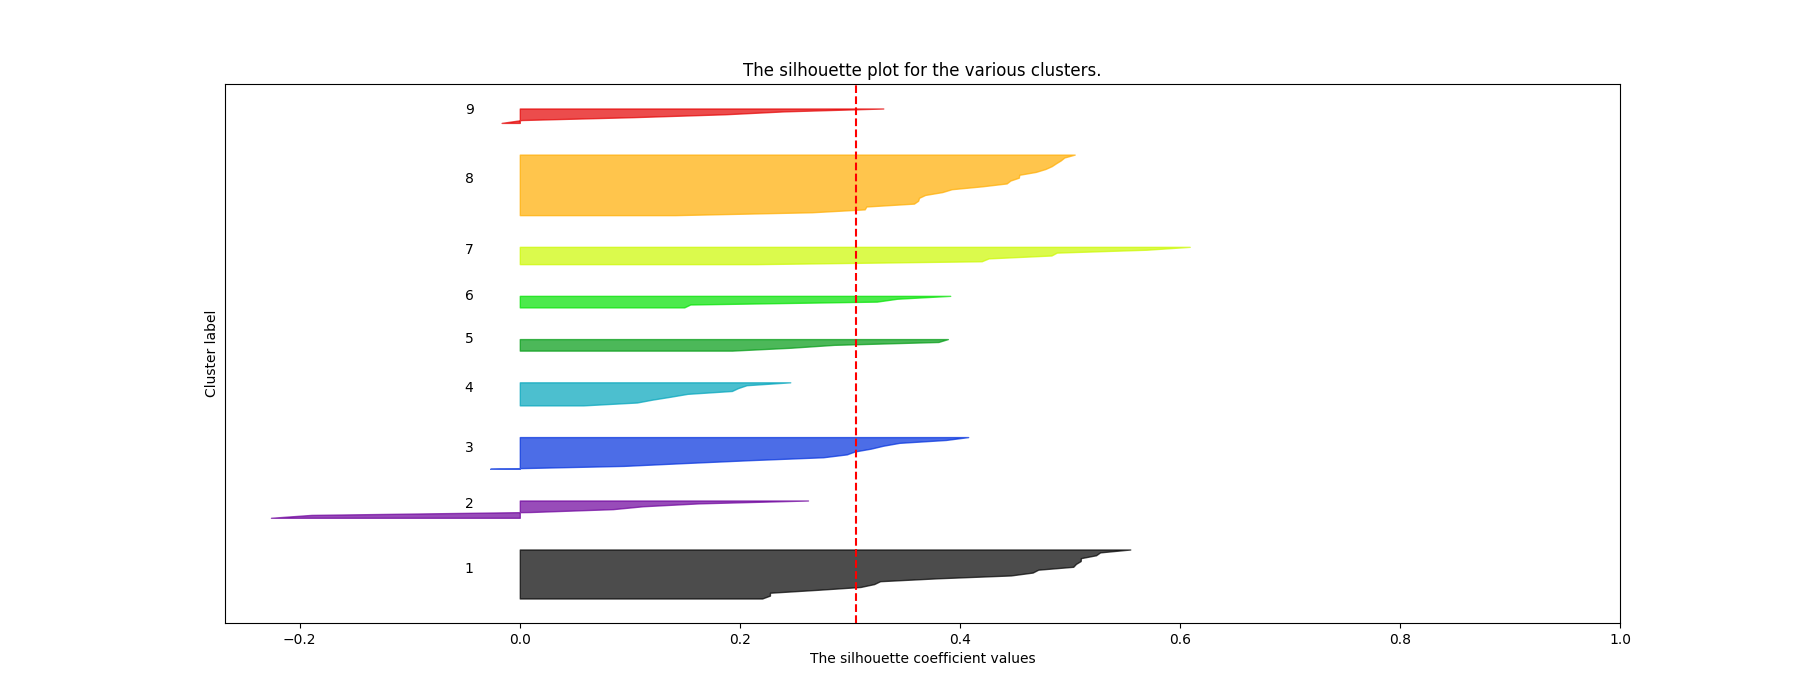 The silhouette plot for the various clusters.
9
8
7
6
5
4
3
2
1
Cluster label
−0.2 0.0 0.2 0.4 0.6 0.8 1.0
The silhouette coefficient values